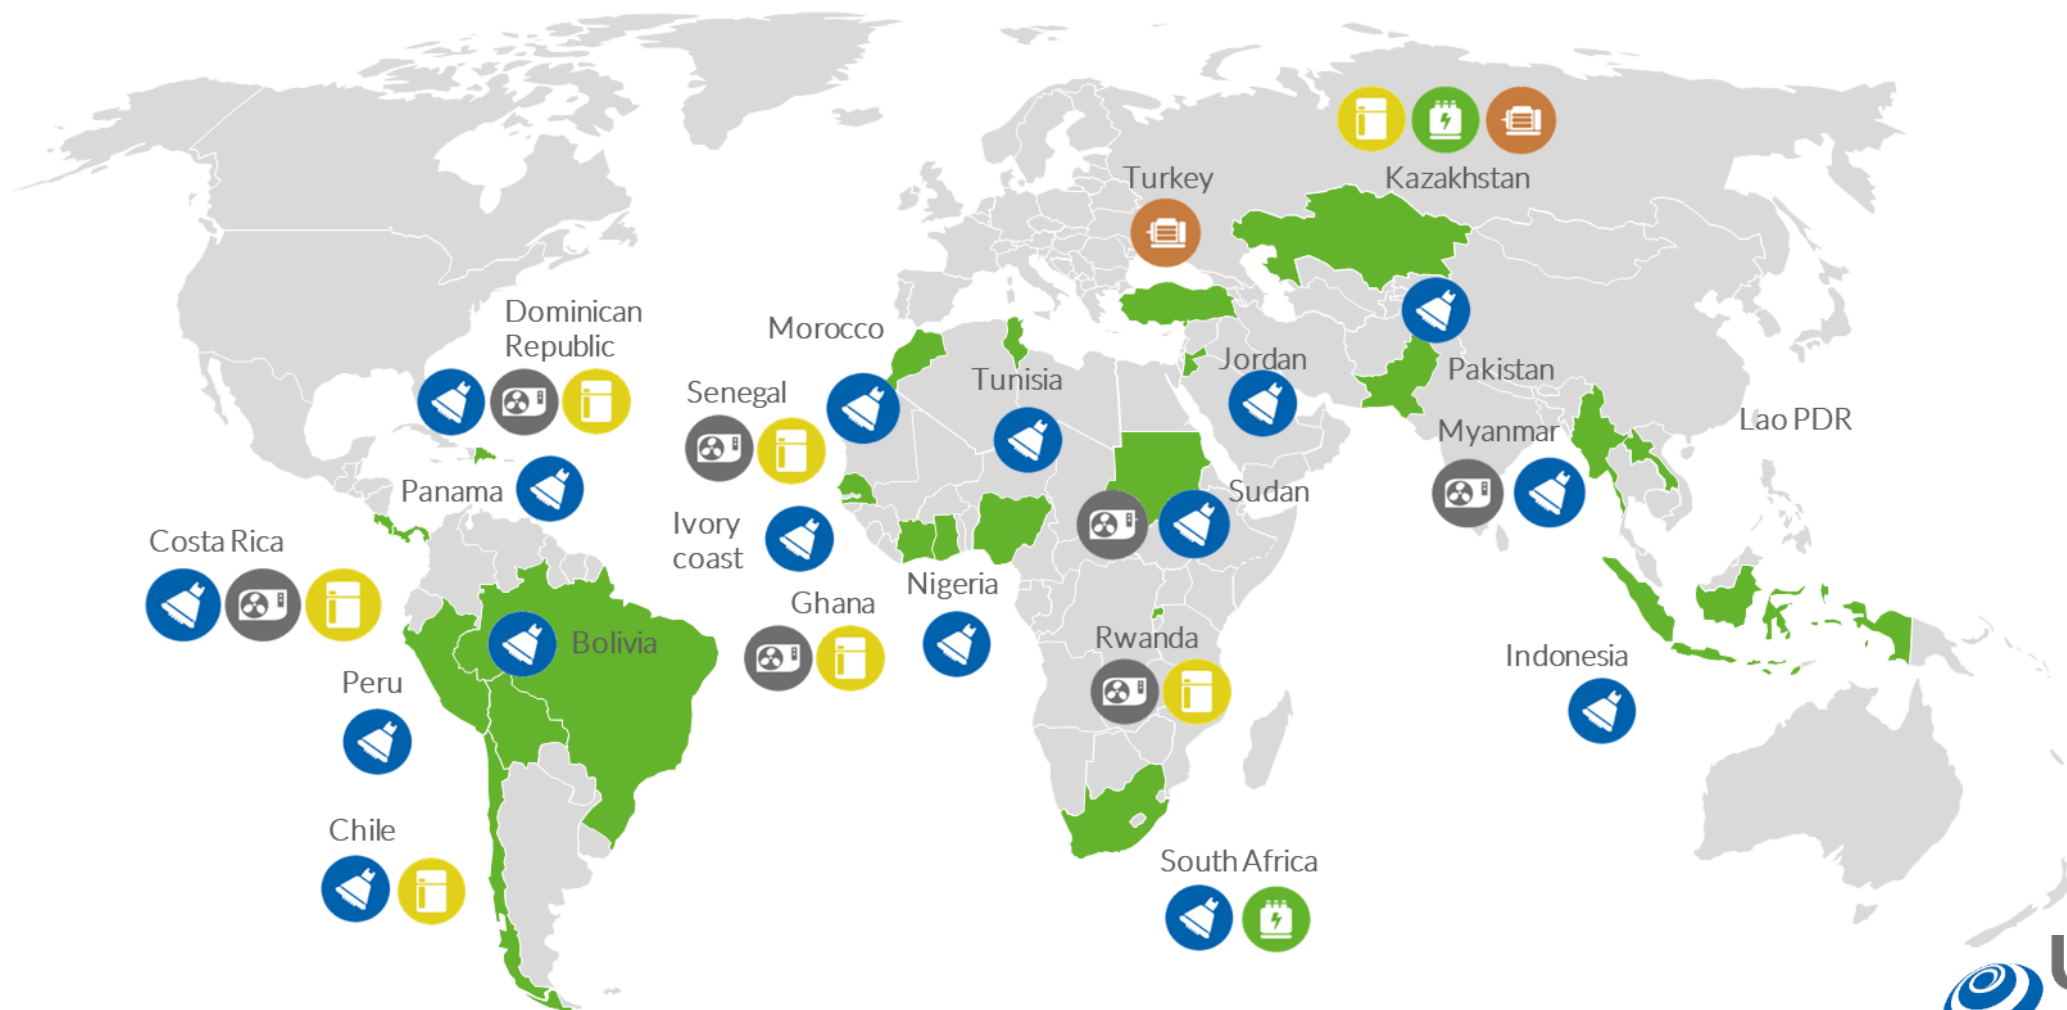 Turkey
Kazakhstan
Dominican
Republic
Morocco
Jordan
Pakistan
Tunisia
Senegal
Lao PDR
Myanmar
Panama
Sudan
Ivory
coast
Costa Rica
Nigeria
Ghana
Rwanda
Bolivia
Indonesia
Peru
Chile
South Africa